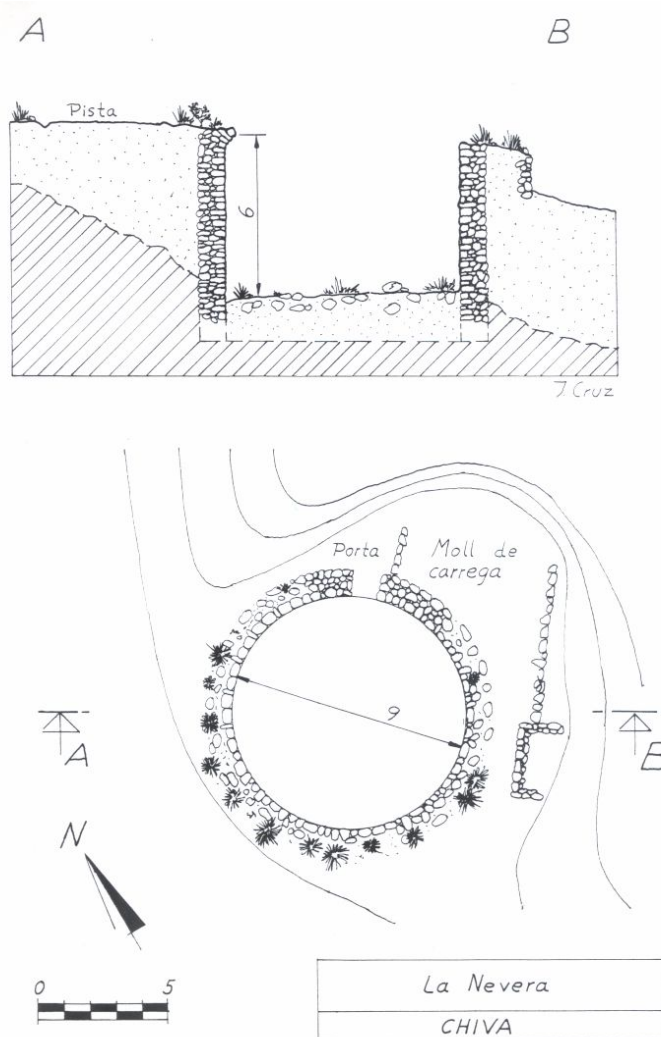 A
B
Pista
6
J. Cruz
Porta
Moll de
carrega
9
A
B
N
0 5
La Nevera
CHIVA